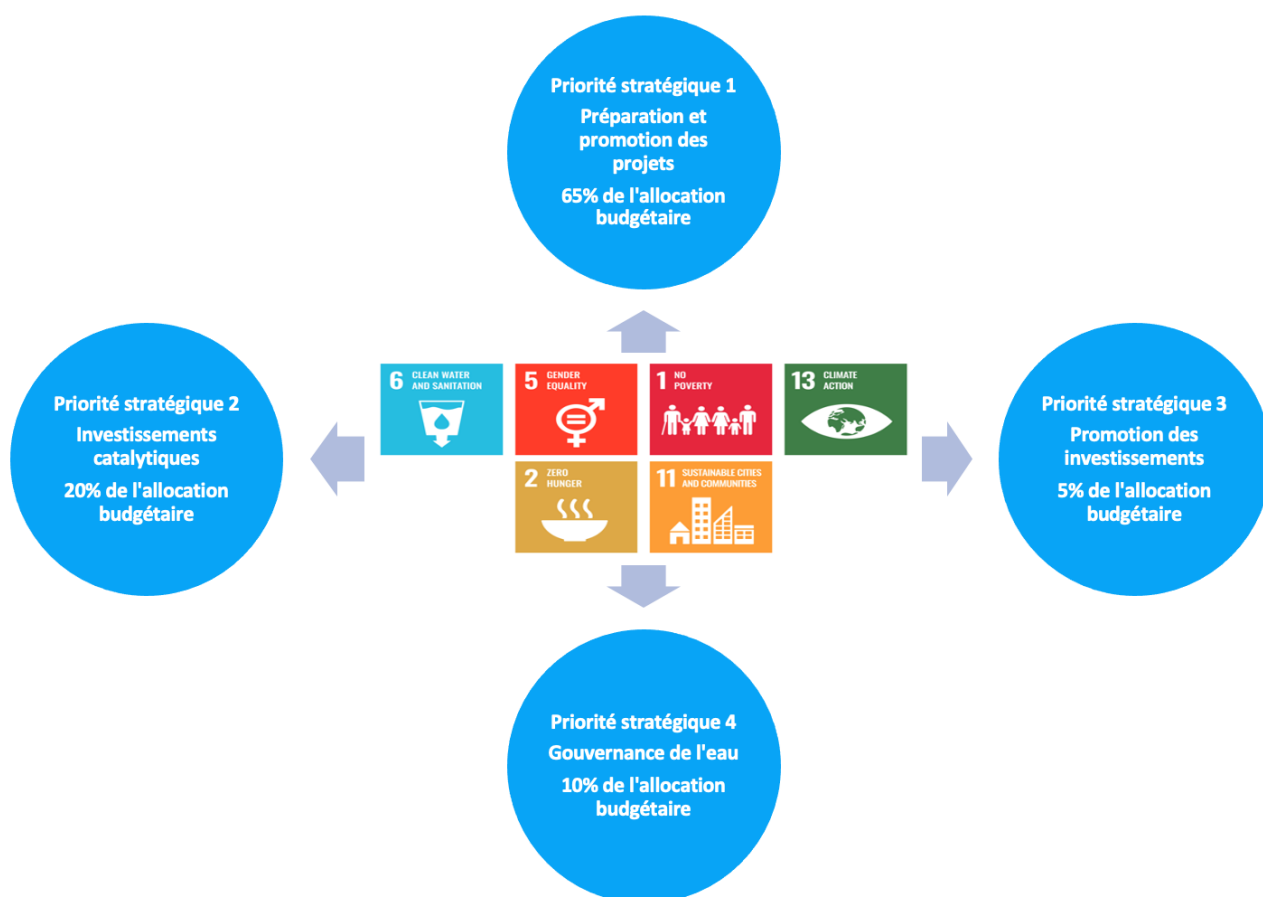 Priorité stratégique 1
Préparation et
promotion des
projets
65% de l'allocation
budgétaire
Priorité stratégique 2
Investissements
catalytiques
20% de l'allocation
budgétaire
6 CLEAN WATER
AND SANITATION
5 GENDER
EQUALITY
1 NO
POVERTY
13 CLIMATE
ACTION
2 ZERO
HUNGER
11 SUSTAINABLE CITIES
AND COMMUNITIES
Priorité stratégique 3
Promotion des
investissements
5% de l'allocation
budgétaire
Priorité stratégique 4
Gouvernance de l'eau
10% de l'allocation
budgétaire